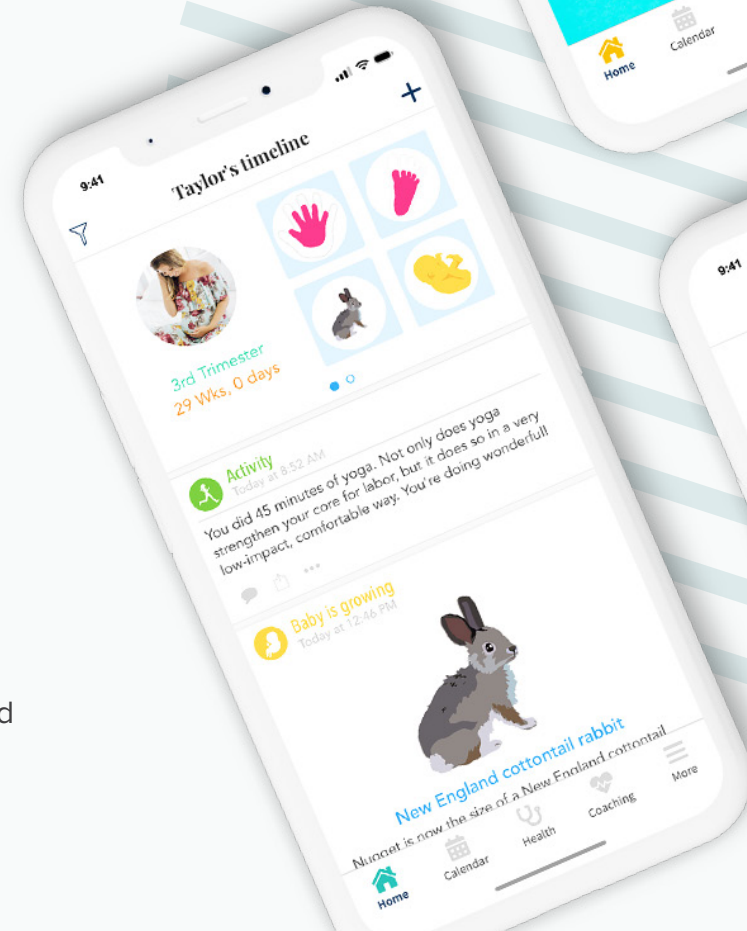 9:41
Taylor's timeline
3rd Trimester
29 Wks, 0 days
Activity
Today at 8:52 AM
You did 45 minutes of yoga. Not only does yoga
strengthen your core for labor, but it does so in a very
low-impact, comfortable way. You're doing wonderful!
Baby is growing
Today at 12:46 PM
New England cottontail rabbit
Nugget is now the size of a New England cottontail
Home
Calendar
Health
Coaching
More
Home
Calendar
9:41
d